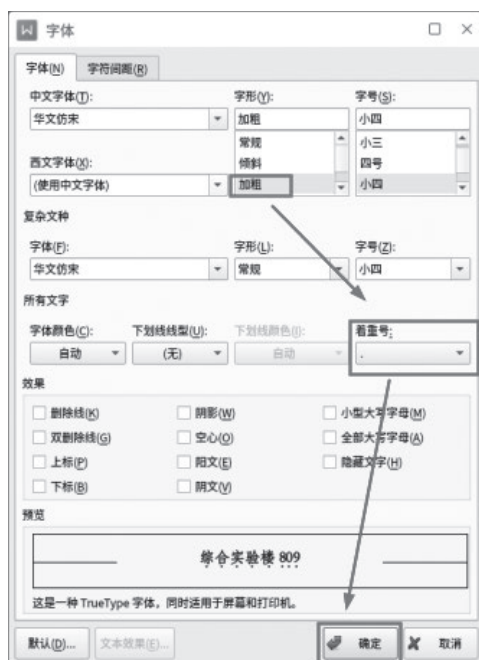 W 字体
字体(N) 字符间距(R)
中文字体(T): 字形(Y): 字号(S):
华文仿宋 加粗 小四
常规 小三
倾斜 四号
西文字体(X):
(使用中文字体) 加粗 小四
复杂文种
字体(F): 字形(L): 字号(Z):
华文仿宋 常规 小四
所有文字
字体颜色(C): 下划线线型(U): 下划线颜色(I): 着重号:
自动 (无) 自动 .
效果
删除线(K) 阴影(W) 小型大写字母(M)
双删除线(G) 空心(O) 全部大写字母(A)
上标(P) 阳文(E) 隐藏文字(H)
下标(B) 阴文(V)
预览
综合实验楼 809
这是一种 TrueType 字体，同时适用于屏幕和打印机。
默认(D)... 文本效果(E)... 确定 取消